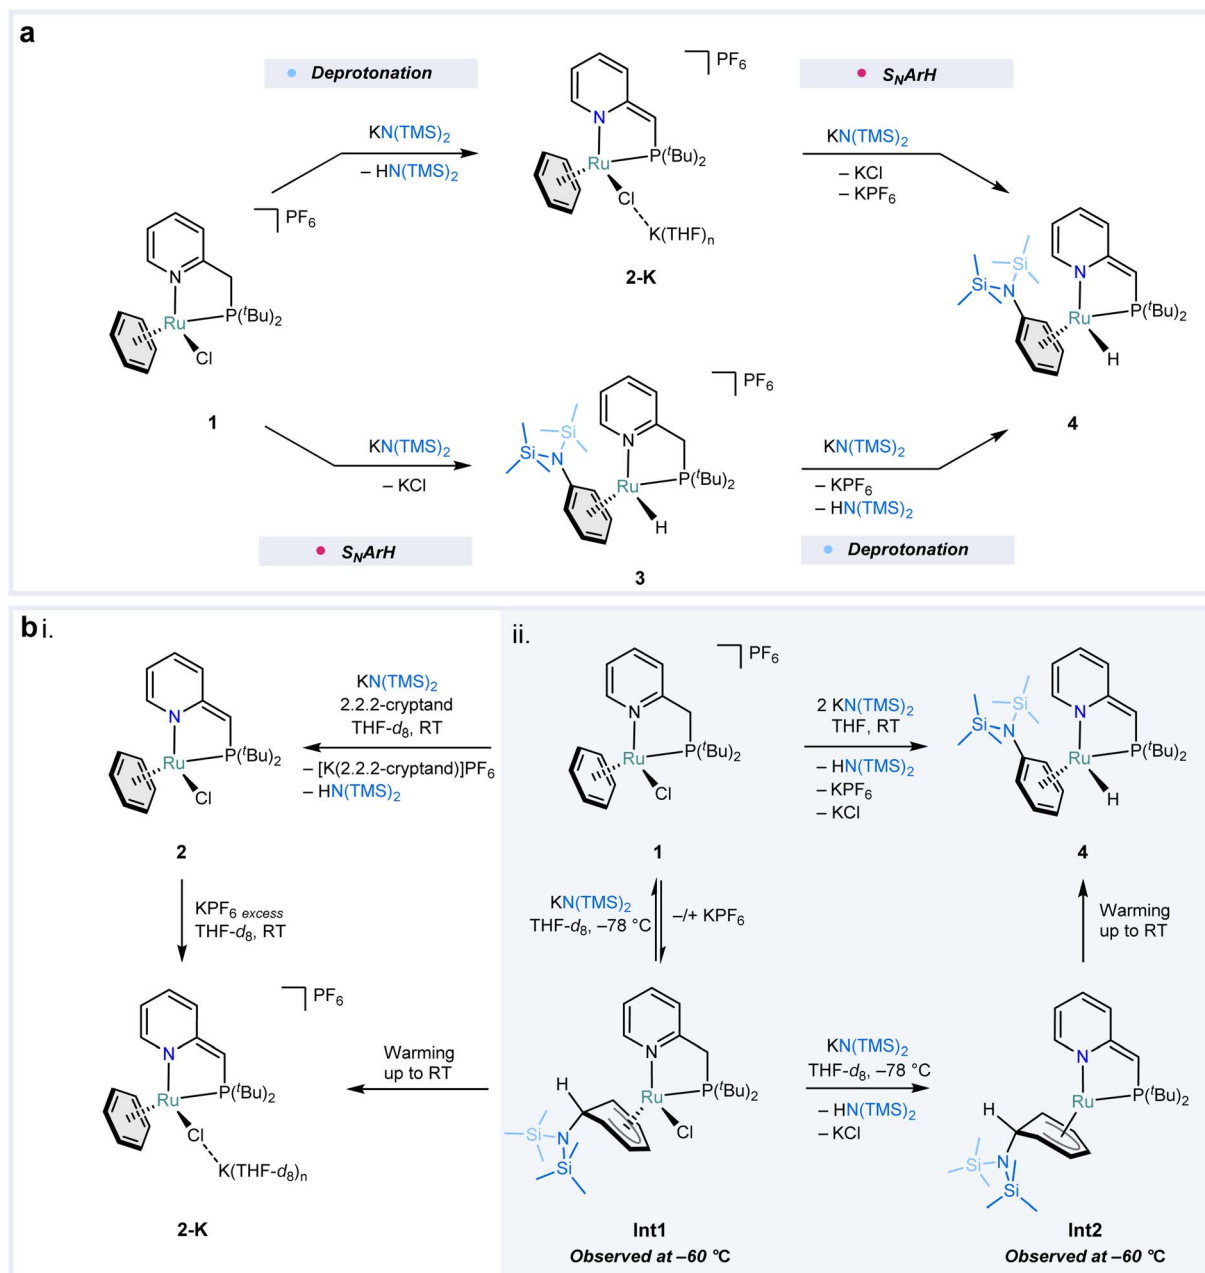 a
Deprotonation
KN(TMS)2
– HN(TMS)2
PF6
N
Ru
P(tBu)2
Cl
K(THF)n
2-K
SNArH
KN(TMS)2
– KCl
– KPF6
PF6
N
Ru
P(tBu)2
Cl
1
Si
Si
N
N
Ru
P(tBu)2
H
4
KN(TMS)2
– KCl
SNArH
PF6
Si
Si
N
N
Ru
P(tBu)2
H
3
KN(TMS)2
– KPF6
– HN(TMS)2
Deprotonation
b i.
N
Ru
P(tBu)2
Cl
2
KN(TMS)2
2.2.2-cryptand
THF-d8, RT
– [K(2.2.2-cryptand)]PF6
– HN(TMS)2
KPF6 excess
THF-d8, RT
PF6
N
Ru
P(tBu)2
Cl
K(THF-d8)n
2-K
Warming
up to RT
ii.
PF6
N
Ru
P(tBu)2
Cl
1
2 KN(TMS)2
THF, RT
– HN(TMS)2
– KPF6
– KCl
Si
Si
N
N
Ru
P(tBu)2
H
4
KN(TMS)2
THF-d8, –78 °C
–/+ KPF6
Warming
up to RT
N
Ru
P(tBu)2
Cl
H
Si
N
Si
Int1
Observed at –60 °C
KN(TMS)2
THF-d8, –78 °C
– HN(TMS)2
– KCl
N
Ru
P(tBu)2
H
Si
N
Si
Int2
Observed at –60 °C